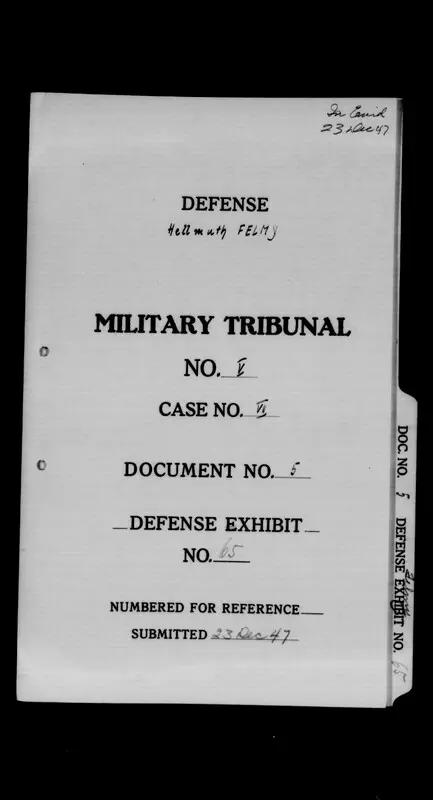 In Evid
23 Dec 47
DEFENSE
Hellmuth FELMY
MILITARY TRIBUNAL
NO. V
CASE NO. VII
DOCUMENT NO. 5
DEFENSE EXHIBIT
NO. 65
NUMBERED FOR REFERENCE
SUBMITTED 23 Dec 47
DOC. NO. 5 DEFENSE EXHIBIT NO. 65
Felmy